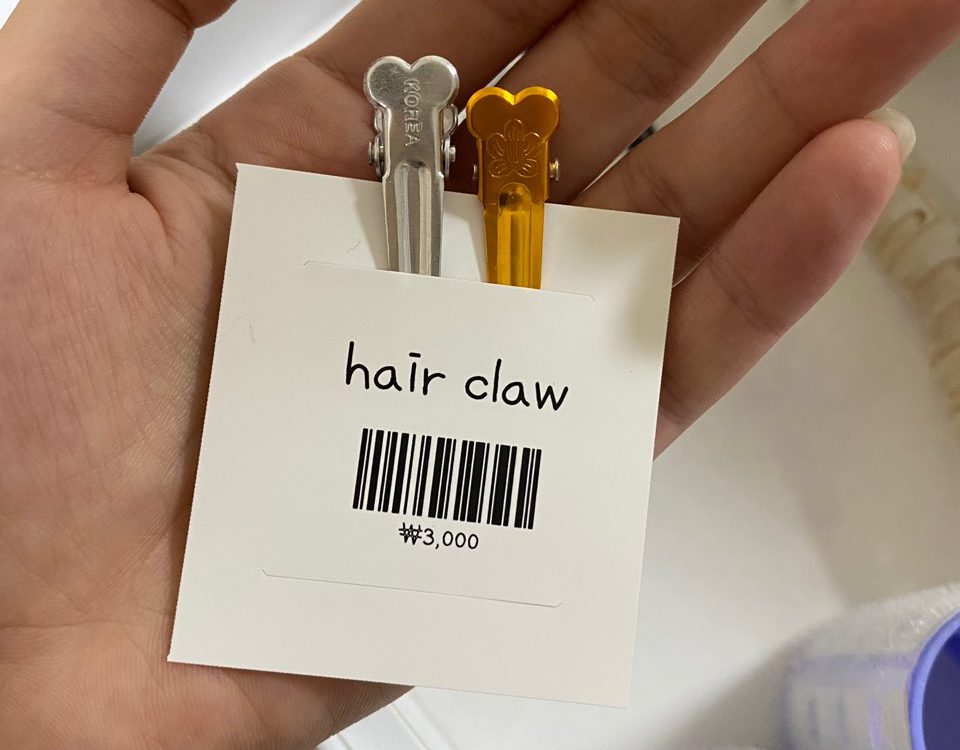 KOREA
hair claw
₩3,000